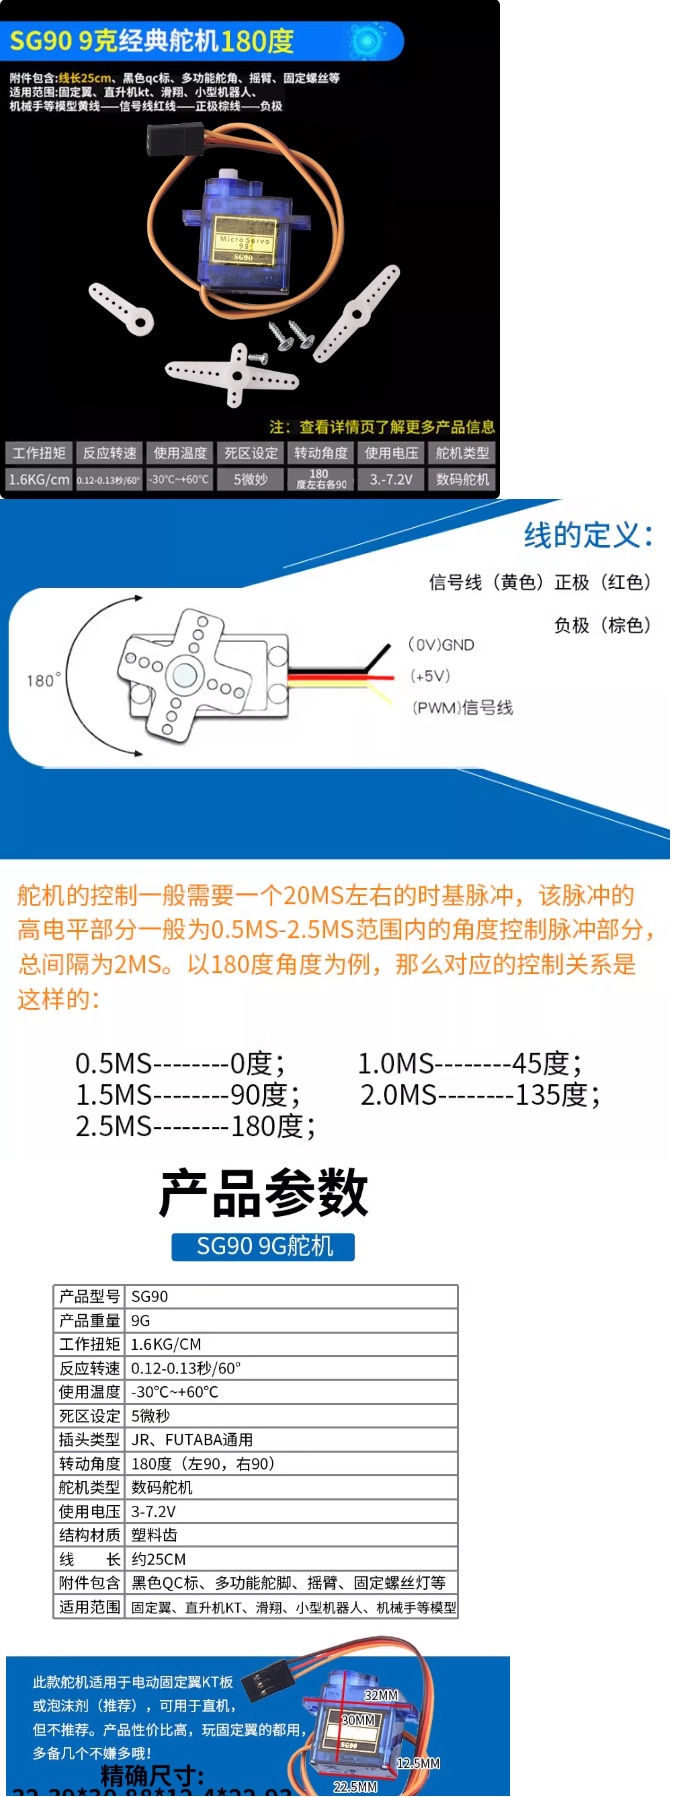 SG90 9克经典舵机180度
附件包含:线长25cm、黑色qc标、多功能舵角、摇臂、固定螺丝等
适用范围:固定翼、直升机kt、滑翔、小型机器人、
机械手等模型黄线——信号线红线——正极棕线——负极
Micro Servo
9g
SG90
注：查看详情页了解更多产品信息
工作扭矩 反应转速 使用温度 死区设定 转动角度 使用电压 舵机类型
1.6KG/cm 0.12-0.13秒/60° -30℃~+60℃ 5微妙 180度左右各90 3.-7.2V 数码舵机
线的定义：
信号线（黄色）正极（红色）
负极（棕色）
180°
（0V)GND
（+5V）
(PWM)信号线
舵机的控制一般需要一个20MS左右的时基脉冲，该脉冲的
高电平部分一般为0.5MS-2.5MS范围内的角度控制脉冲部分，
总间隔为2MS。以180度角度为例，那么对应的控制关系是
这样的：
0.5MS--------0度； 1.0MS--------45度；
1.5MS--------90度； 2.0MS--------135度；
2.5MS--------180度；
产品参数
SG90 9G舵机
产品型号 SG90
产品重量 9G
工作扭矩 1.6KG/CM
反应转速 0.12-0.13秒/60°
使用温度 -30℃~+60℃
死区设定 5微秒
插头类型 JR、FUTABA通用
转动角度 180度（左90，右90）
舵机类型 数码舵机
使用电压 3-7.2V
结构材质 塑料齿
线 长 约25CM
附件包含 黑色QC标、多功能舵脚、摇臂、固定螺丝灯等
适用范围 固定翼、直升机KT、滑翔、小型机器人、机械手等模型
此款舵机适用于电动固定翼KT板
或泡沫剂（推荐），可用于直机，
但不推荐。产品性价比高，玩固定翼的都用，
多备几个不嫌多哦！
32MM
30MM
SG90
12.5MM
22.5MM
精确尺寸: